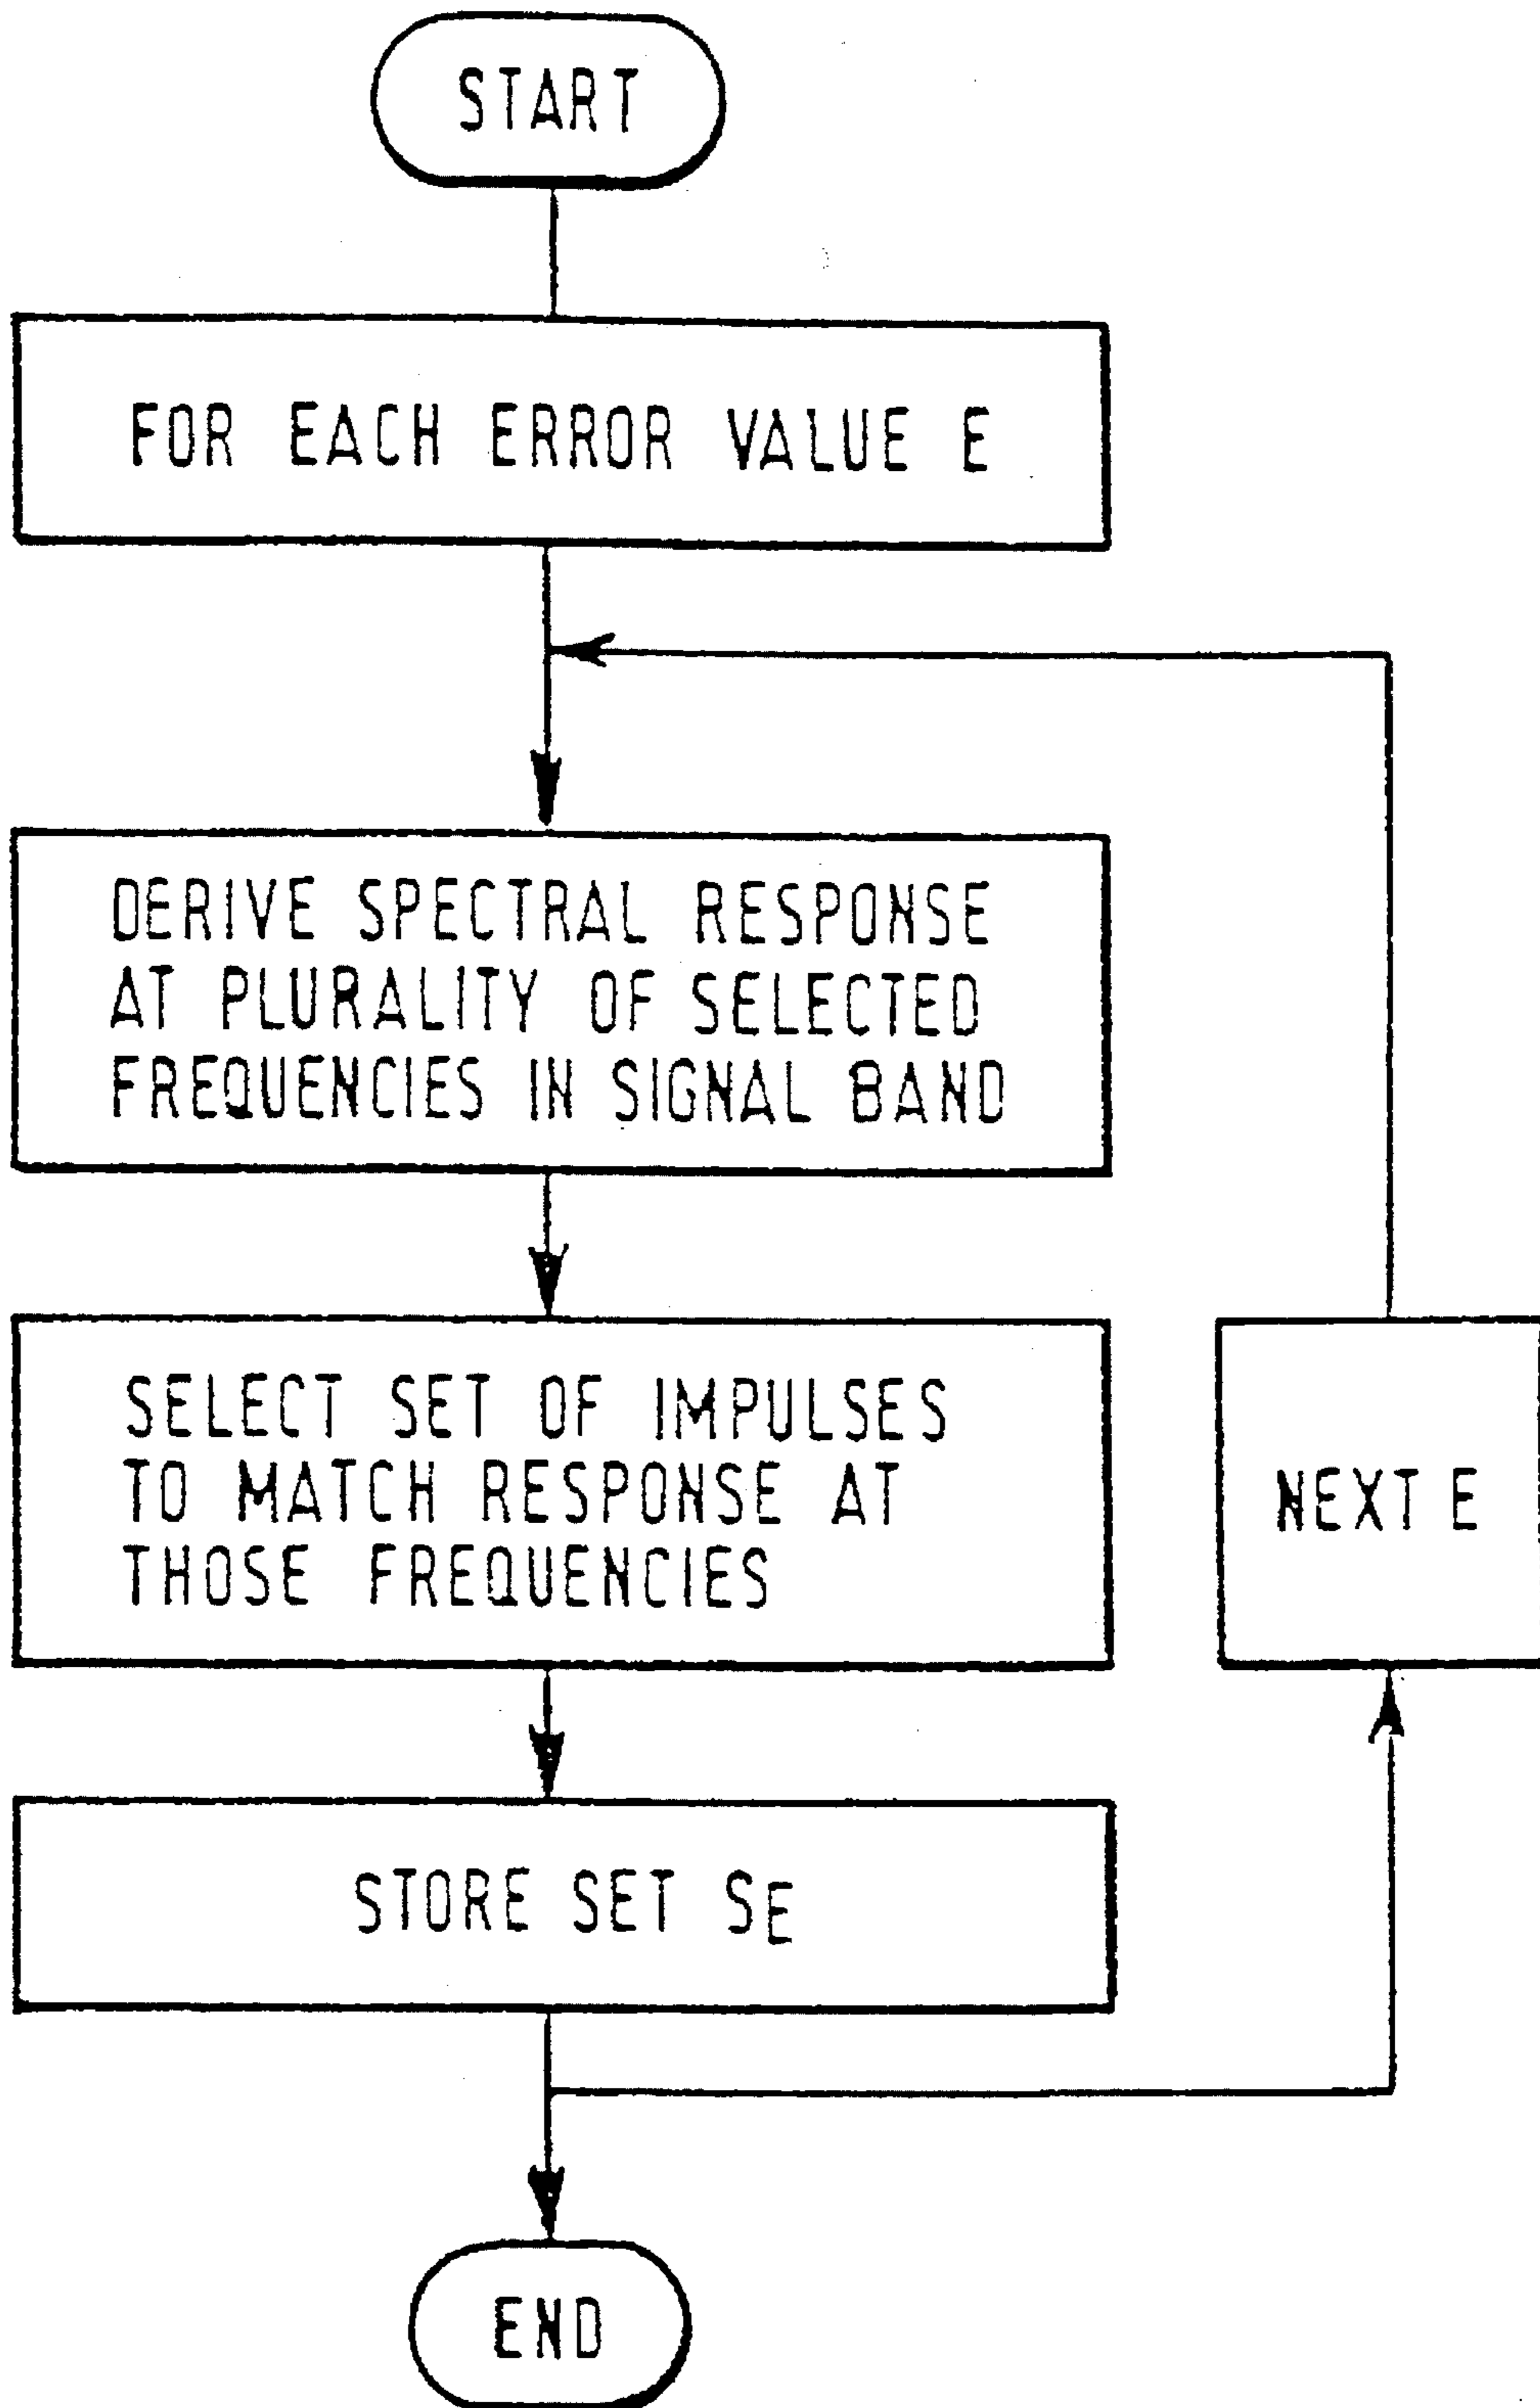 START
FOR EACH ERROR VALUE E
DERIVE SPECTRAL RESPONSE
AT PLURALITY OF SELECTED
FREQUENCIES IN SIGNAL BAND
SELECT SET OF IMPULSES
TO MATCH RESPONSE AT
THOSE FREQUENCIES
NEXT E
STORE SET SE
END